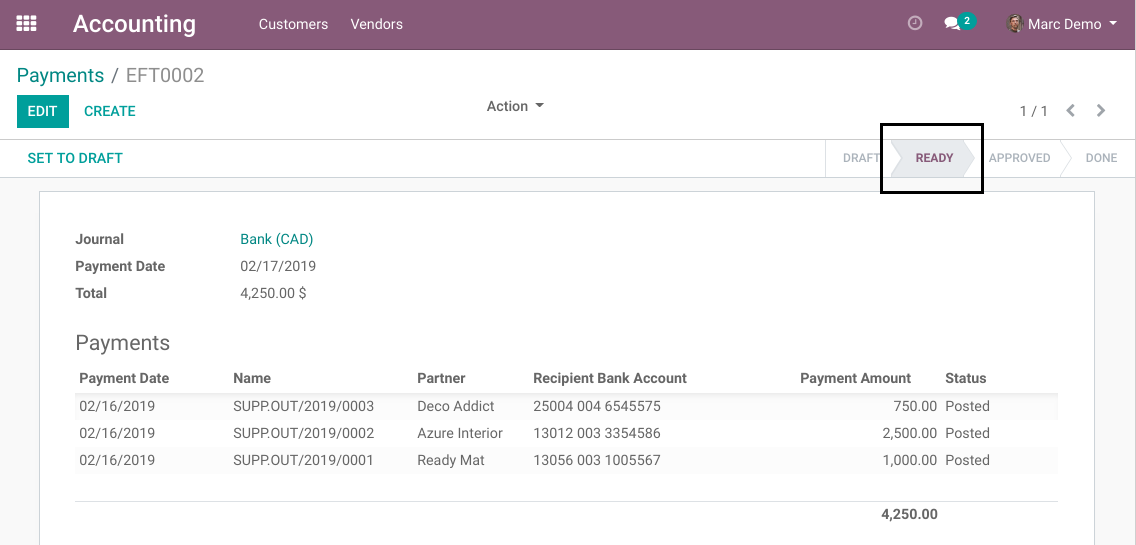 Accounting Customers Vendors 2 Marc Demo
Payments / EFT0002
EDIT CREATE Action 1 / 1
SET TO DRAFT DRAFT READY APPROVED DONE
Journal Bank (CAD)
Payment Date 02/17/2019
Total 4,250.00 $
Payments
Payment Date Name Partner Recipient Bank Account Payment Amount Status
02/16/2019 SUPP.OUT/2019/0003 Deco Addict 25004 004 6545575 750.00 Posted
02/16/2019 SUPP.OUT/2019/0002 Azure Interior 13012 003 3354586 2,500.00 Posted
02/16/2019 SUPP.OUT/2019/0001 Ready Mat 13056 003 1005567 1,000.00 Posted
4,250.00